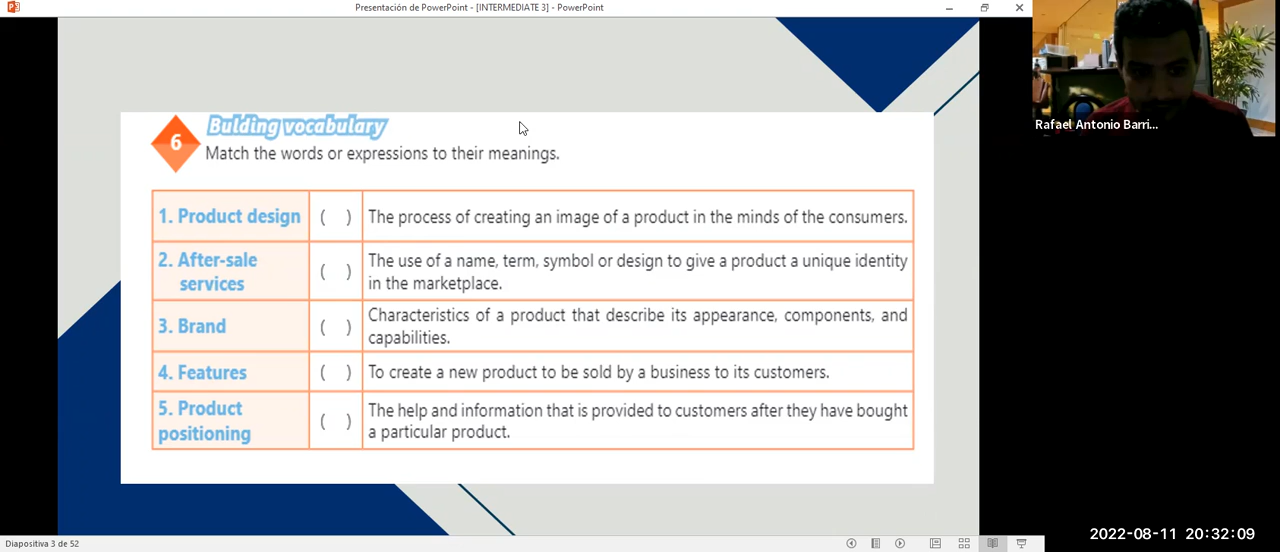 Presentación de PowerPoint - [INTERMEDIATE 3] - PowerPoint
Rafael Antonio Barri...
6
Bulding vocabulary
Match the words or expressions to their meanings.
1. Product design ( ) The process of creating an image of a product in the minds of the consumers.
2. After-sale
services
( )
The use of a name, term, symbol or design to give a product a unique identity
in the marketplace.
3. Brand
( )
Characteristics of a product that describe its appearance, components, and
capabilities.
4. Features ( ) To create a new product to be sold by a business to its customers.
5. Product
positioning
( )
The help and information that is provided to customers after they have bought
a particular product.
2022-08-11 20:32:09
Diapositiva 3 de 52